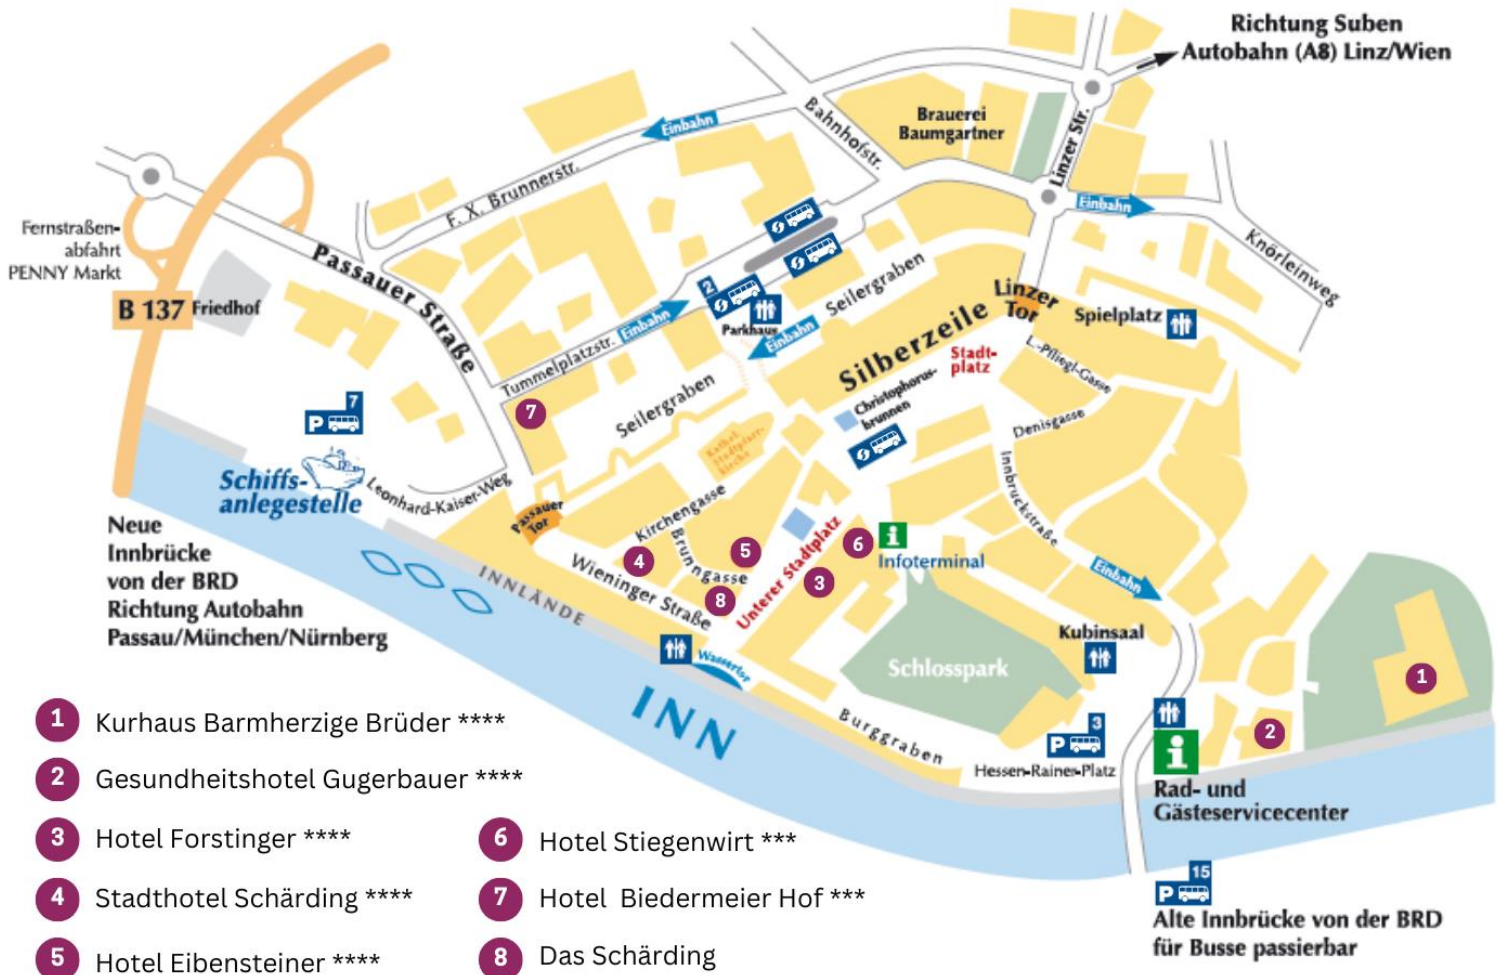 Richtung Suben
Autobahn (A8) Linz/Wien
Brauerei
Baumgartner
Bahnhofstr.
Linzer Str.
Einbahn
Einbahn
F. X. Brunnerstr.
Knörleinweg
Fernstraßen-
abfahrt
PENNY Markt
B 137
Friedhof
Passauer Straße
2
Parkhaus
Einbahn
Einbahn
Tummelplatzstr.
Seilergraben
Seilergraben
Silberzeile
Linzer
Tor
Spielplatz
Stadt-
platz
L.-Pfliegl-Gasse
Christophorus-
brunnen
Denisgasse
7
P
7
Schiffs-
anlegestelle
Leonhard-Kaiser-Weg
Kathol.
Stadtpfarr-
kirche
Innbruckstraße
Passauer
Tor
Kirchengasse
Brunngasse
Wieninger Straße
4
5
8
6
3
Unterer Stadtplatz
i
Infoterminal
Einbahn
Neue
Innbrücke
von der BRD
Richtung Autobahn
Passau/München/Nürnberg
INNLÄNDE
Wassertor
INN
Schlosspark
Kubinsaal
Burggraben
3
P
Hessen-Rainer-Platz
1
2
i
Rad- und
Gästeservicecenter
15
P
Alte Innbrücke von der BRD
für Busse passierbar
1 Kurhaus Barmherzige Brüder ****
2 Gesundheitshotel Gugerbauer ****
3 Hotel Forstinger ****
4 Stadthotel Schärding ****
5 Hotel Eibensteiner ****
6 Hotel Stiegenwirt ***
7 Hotel Biedermeier Hof ***
8 Das Schärding